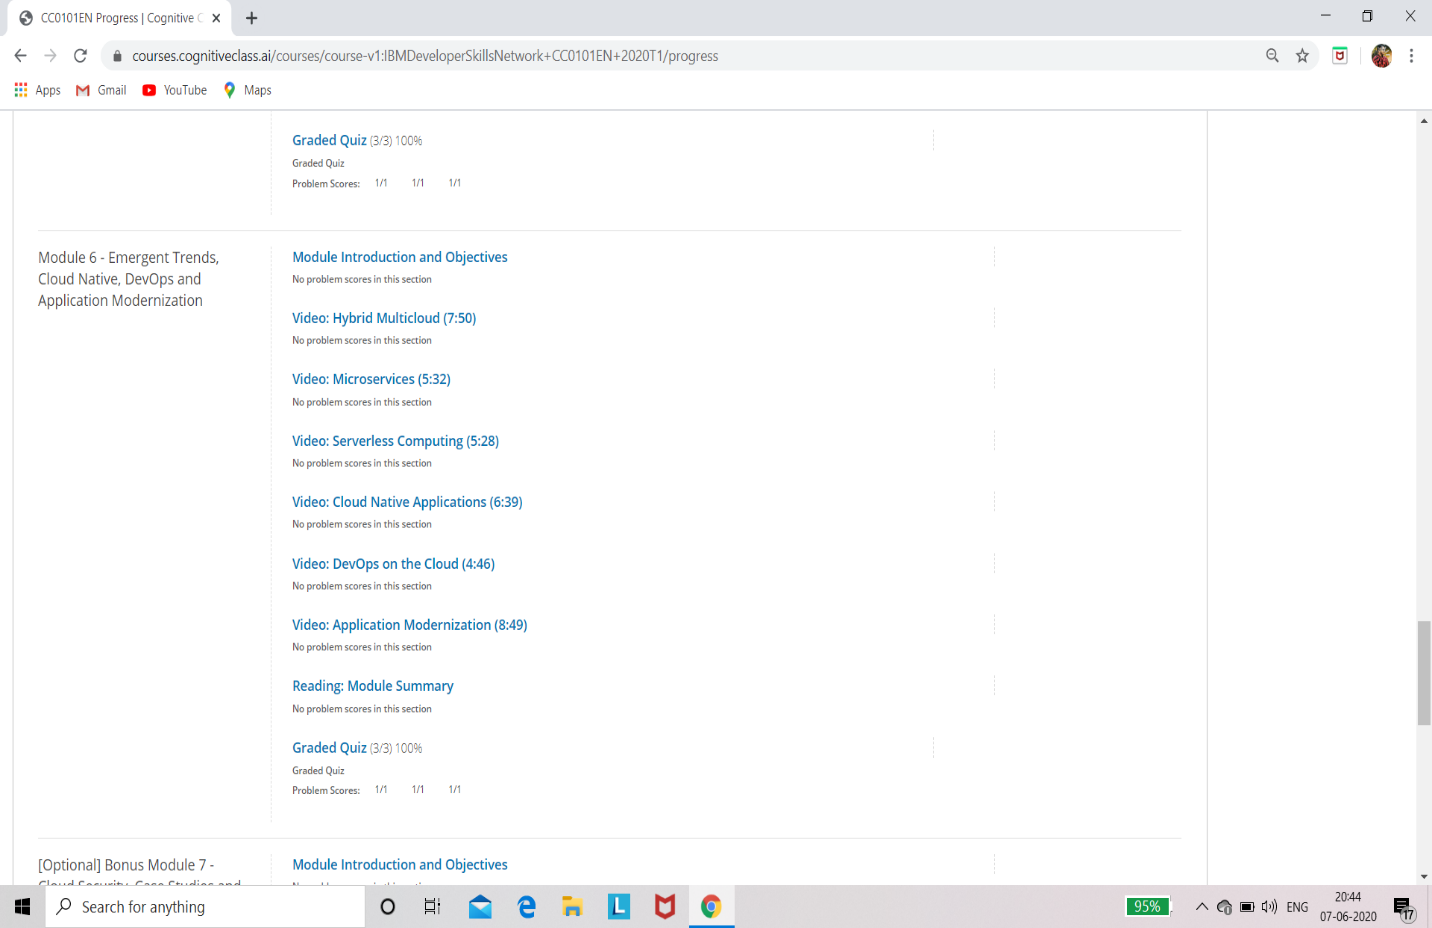 CC0101EN Progress | Cognitive C
courses.cognitiveclass.ai/courses/course-v1:IBMDeveloperSkillsNetwork+CC0101EN+2020T1/progress
Apps Gmail YouTube Maps
Graded Quiz (3/3) 100%
Graded Quiz
Problem Scores: 1/1 1/1 1/1
Module 6 - Emergent Trends,
Cloud Native, DevOps and
Application Modernization
Module Introduction and Objectives
No problem scores in this section
Video: Hybrid Multicloud (7:50)
No problem scores in this section
Video: Microservices (5:32)
No problem scores in this section
Video: Serverless Computing (5:28)
No problem scores in this section
Video: Cloud Native Applications (6:39)
No problem scores in this section
Video: DevOps on the Cloud (4:46)
No problem scores in this section
Video: Application Modernization (8:49)
No problem scores in this section
Reading: Module Summary
No problem scores in this section
Graded Quiz (3/3) 100%
Graded Quiz
Problem Scores: 1/1 1/1 1/1
[Optional] Bonus Module 7 -
Cloud Security, Case Studies and
Module Introduction and Objectives
Search for anything
95%
ENG
20:44
07-06-2020
17